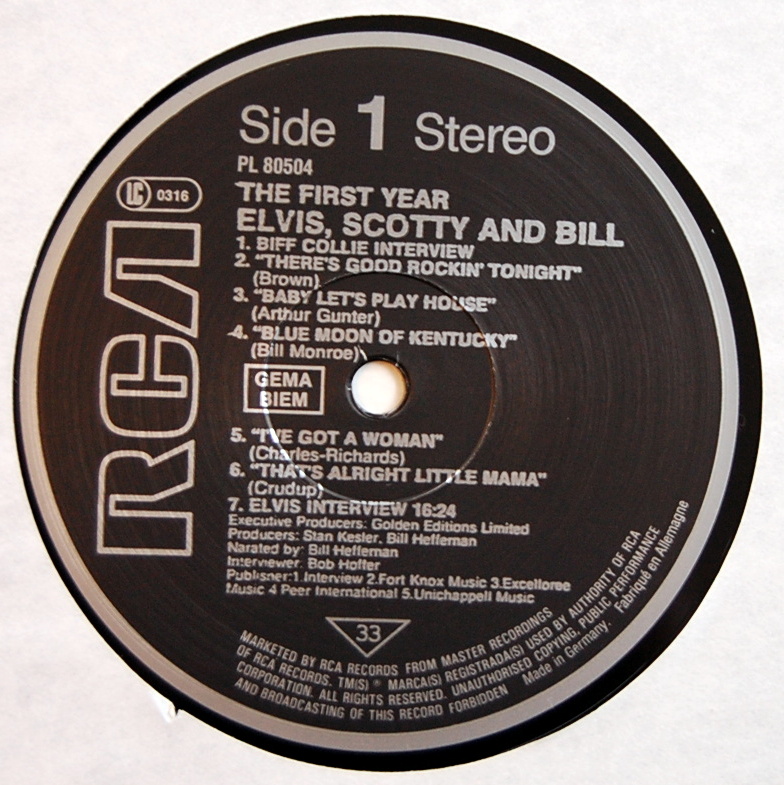 Side 1 Stereo
PL 80504
LC 0316
THE FIRST YEAR
ELVIS, SCOTTY AND BILL
1. BIFF COLLIE INTERVIEW
2. "THERE'S GOOD ROCKIN' TONIGHT"
(Brown)
3. "BABY LET'S PLAY HOUSE"
(Arthur Gunter)
4. "BLUE MOON OF KENTUCKY"
(Bill Monroe)
GEMA
BIEM
5. "I'VE GOT A WOMAN"
(Charles-Richards)
6. "THAT'S ALRIGHT LITTLE MAMA"
(Crudup)
7. ELVIS INTERVIEW 16:24
Executive Producers: Golden Editions Limited
Producers: Stan Kesler, Bill Heffernan
Narated by: Bill Heffernan
Interviewer: Bob Hoffer
Publisher:1.Interview 2.Fort Knox Music 3.Excelloree
Music 4 Peer International 5.Unichappell Music
RCA
33
MARKETED BY RCA RECORDS FROM MASTER RECORDINGS
OF RCA RECORDS. TM(S) ® MARCA(S) REGISTRADA(S) USED BY AUTHORITY OF RCA
CORPORATION. ALL RIGHTS RESERVED. UNAUTHORISED COPYING, PUBLIC PERFORMANCE
AND BROADCASTING OF THIS RECORD FORBIDDEN Made in Germany. Fabriqué en Allemagne